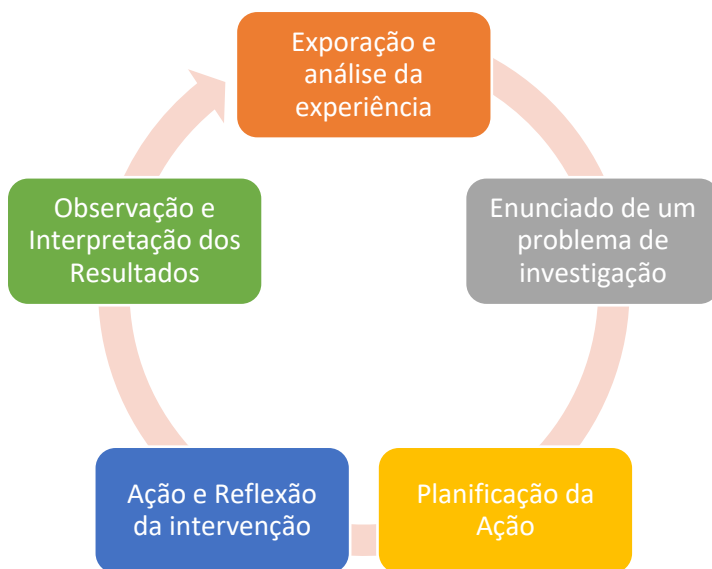 Exporação e
análise da
experiência
Enunciado de um
problema de
investigação
Planificação da
Ação
Ação e Reflexão
da intervenção
Observação e
Interpretação dos
Resultados